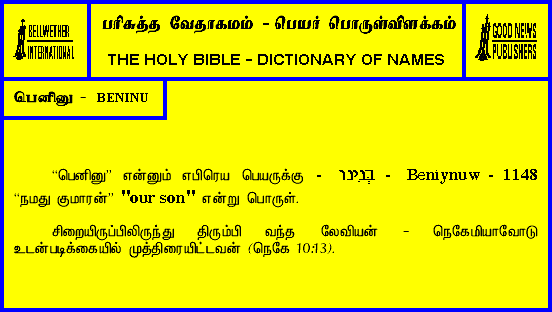 BELLWETHER
INTERNATIONAL
பரிசுத்த வேதாகமம் - பெயர் பொருள்விளக்கம்
THE HOLY BIBLE - DICTIONARY OF NAMES
GOOD NEWS
PUBLISHERS
பெனினு - BENINU
“பெனினு” என்னும் எபிரெய பெயருக்கு - בְּנִינוּ - Beniynuw - 1148
“நமது குமாரன்” "our son" என்று பொருள்.
சிறையிருப்பிலிருந்து திரும்பி வந்த லேவியன் - நெகேமியாவோடு
உடன்படிக்கையில் முத்திரையிட்டவன் (நெகே 10:13).